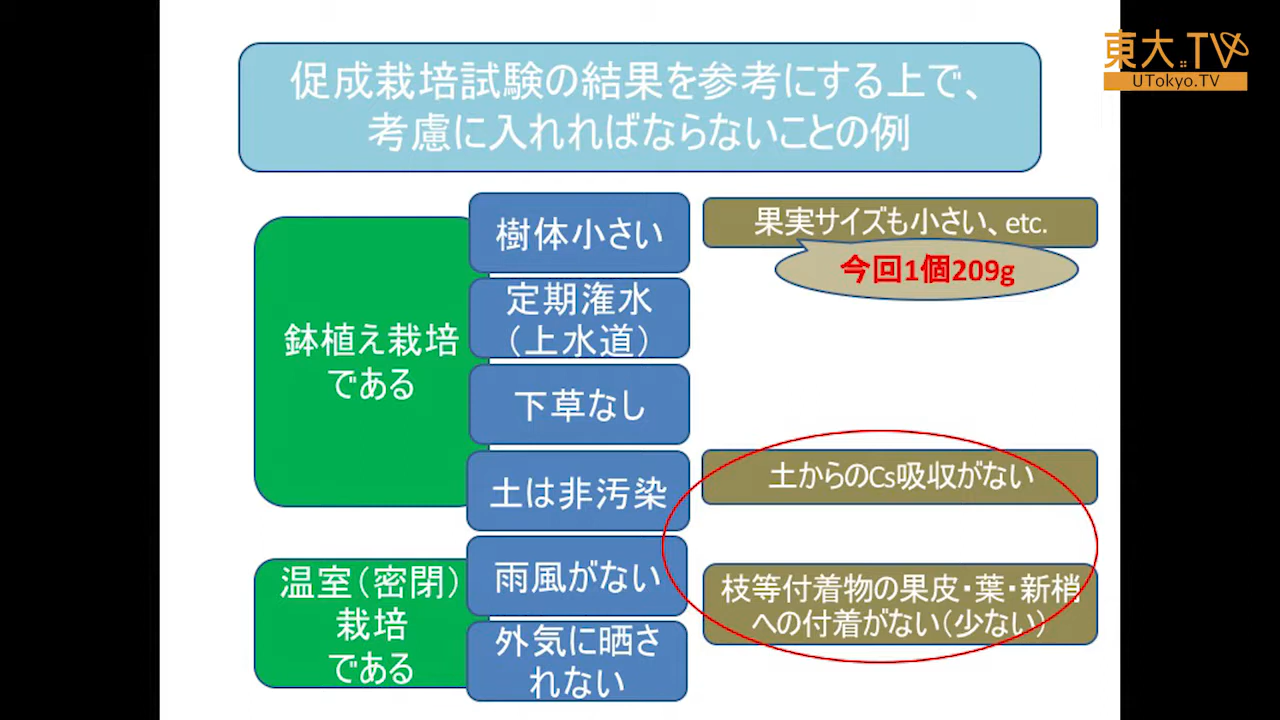 東大TV
UTokyo.TV
促成栽培試験の結果を参考にする上で、
考慮に入れればならないことの例
鉢植え栽培
である
樹体小さい
果実サイズも小さい、etc.
今回1個209g
定期潅水
（上水道）
下草なし
土は非汚染
土からのCs吸収がない
温室（密閉）
栽培
である
雨風がない
枝等付着物の果皮・葉・新梢
への付着がない（少ない）
外気に晒さ
れない